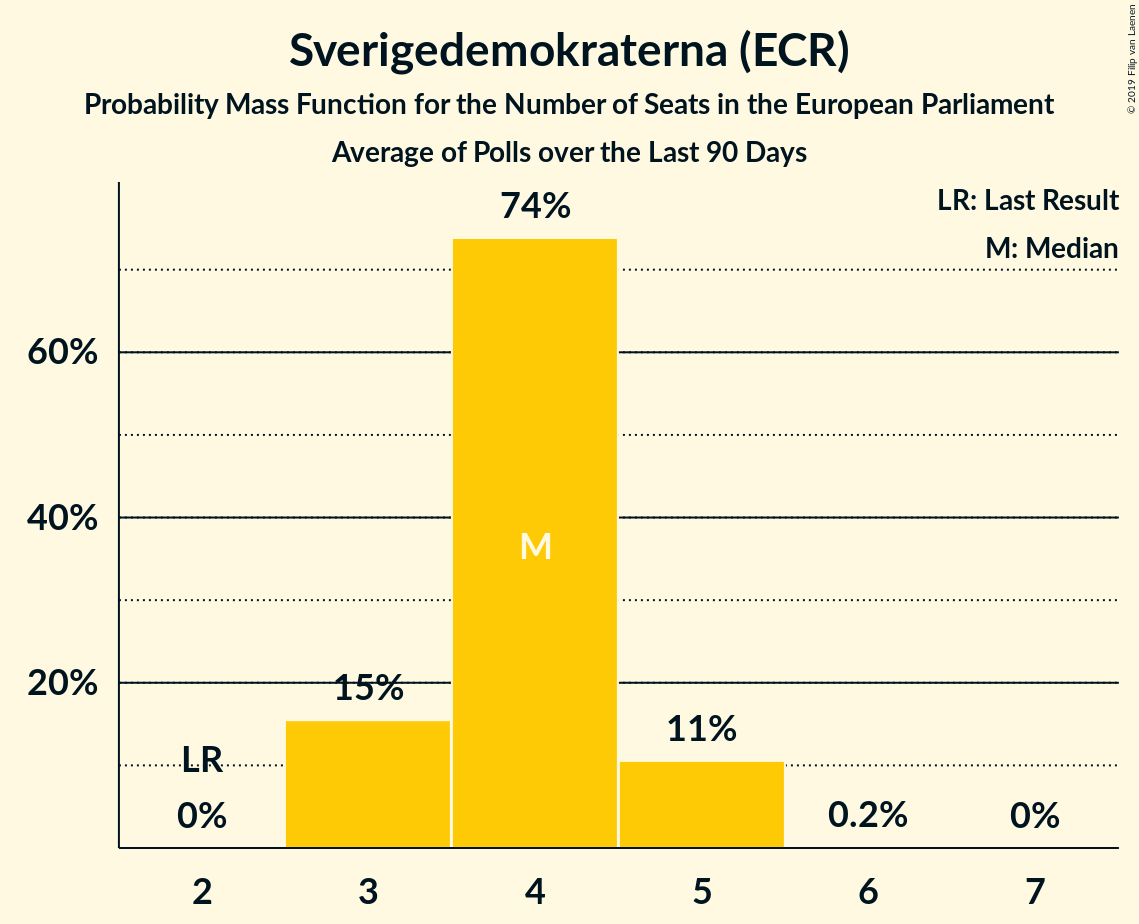 Sverigedemokraterna (ECR)
Probability Mass Function for the Number of Seats in the European Parliament
Average of Polls over the Last 90 Days
© 2019 Filip van Laenen
LR: Last Result
M: Median
74%
60%
40%
M
20%
15%
11%
LR
0%
0.2%
0%
2 3 4 5 6 7